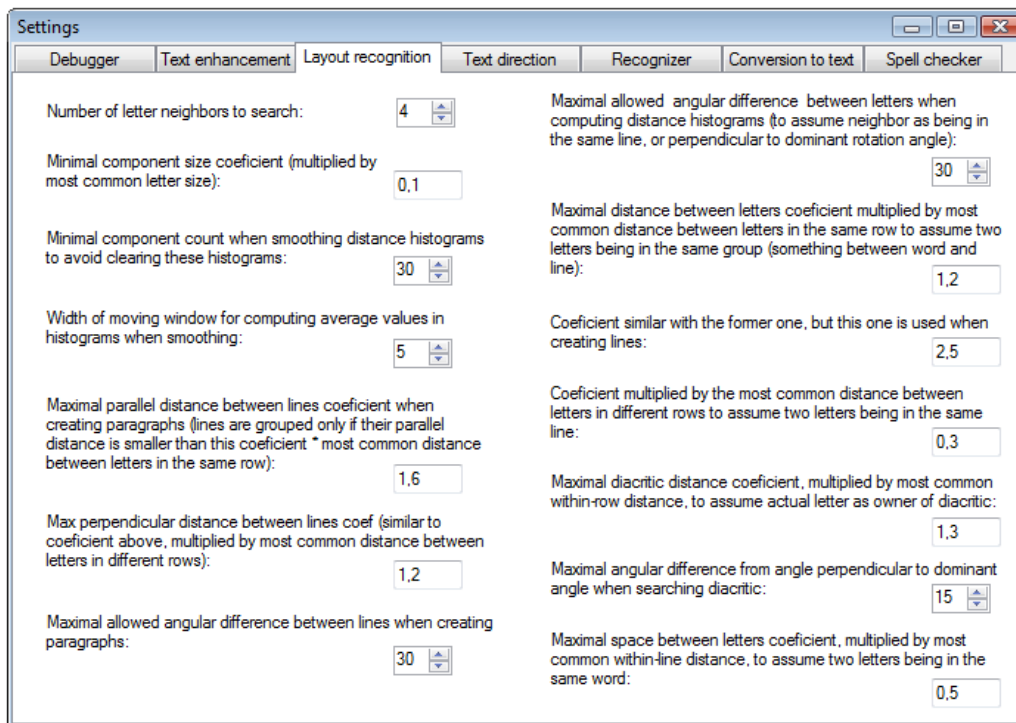 Settings
Debugger Text enhancement Layout recognition Text direction Recognizer Conversion to text Spell checker
Number of letter neighbors to search:
4
Minimal component size coeficient (multiplied by
most common letter size):
0,1
Minimal component count when smoothing distance histograms
to avoid clearing these histograms:
30
Width of moving window for computing average values in
histograms when smoothing:
5
Maximal parallel distance between lines coeficient when
creating paragraphs (lines are grouped only if their parallel
distance is smaller than this coeficient * most common distance
between letters in the same row):
1,6
Max perpendicular distance between lines coef (similar to
coeficient above, multiplied by most common distance between
letters in different rows):
1,2
Maximal allowed angular difference between lines when creating
paragraphs:
30
Maximal allowed angular difference between letters when
computing distance histograms (to assume neighbor as being in
the same line, or perpendicular to dominant rotation angle):
30
Maximal distance between letters coeficient multiplied by most
common distance between letters in the same row to assume two
letters being in the same group (something between word and
line):
1,2
Coeficient similar with the former one, but this one is used when
creating lines:
2,5
Coeficient multiplied by the most common distance between
letters in different rows to assume two letters being in the same
line:
0,3
Maximal diacritic distance coeficient, multiplied by most common
within-row distance, to assume actual letter as owner of diacritic:
1,3
Maximal angular difference from angle perpendicular to dominant
angle when searching diacritic:
15
Maximal space between letters coeficient, multiplied by most
common within-line distance, to assume two letters being in the
same word:
0,5